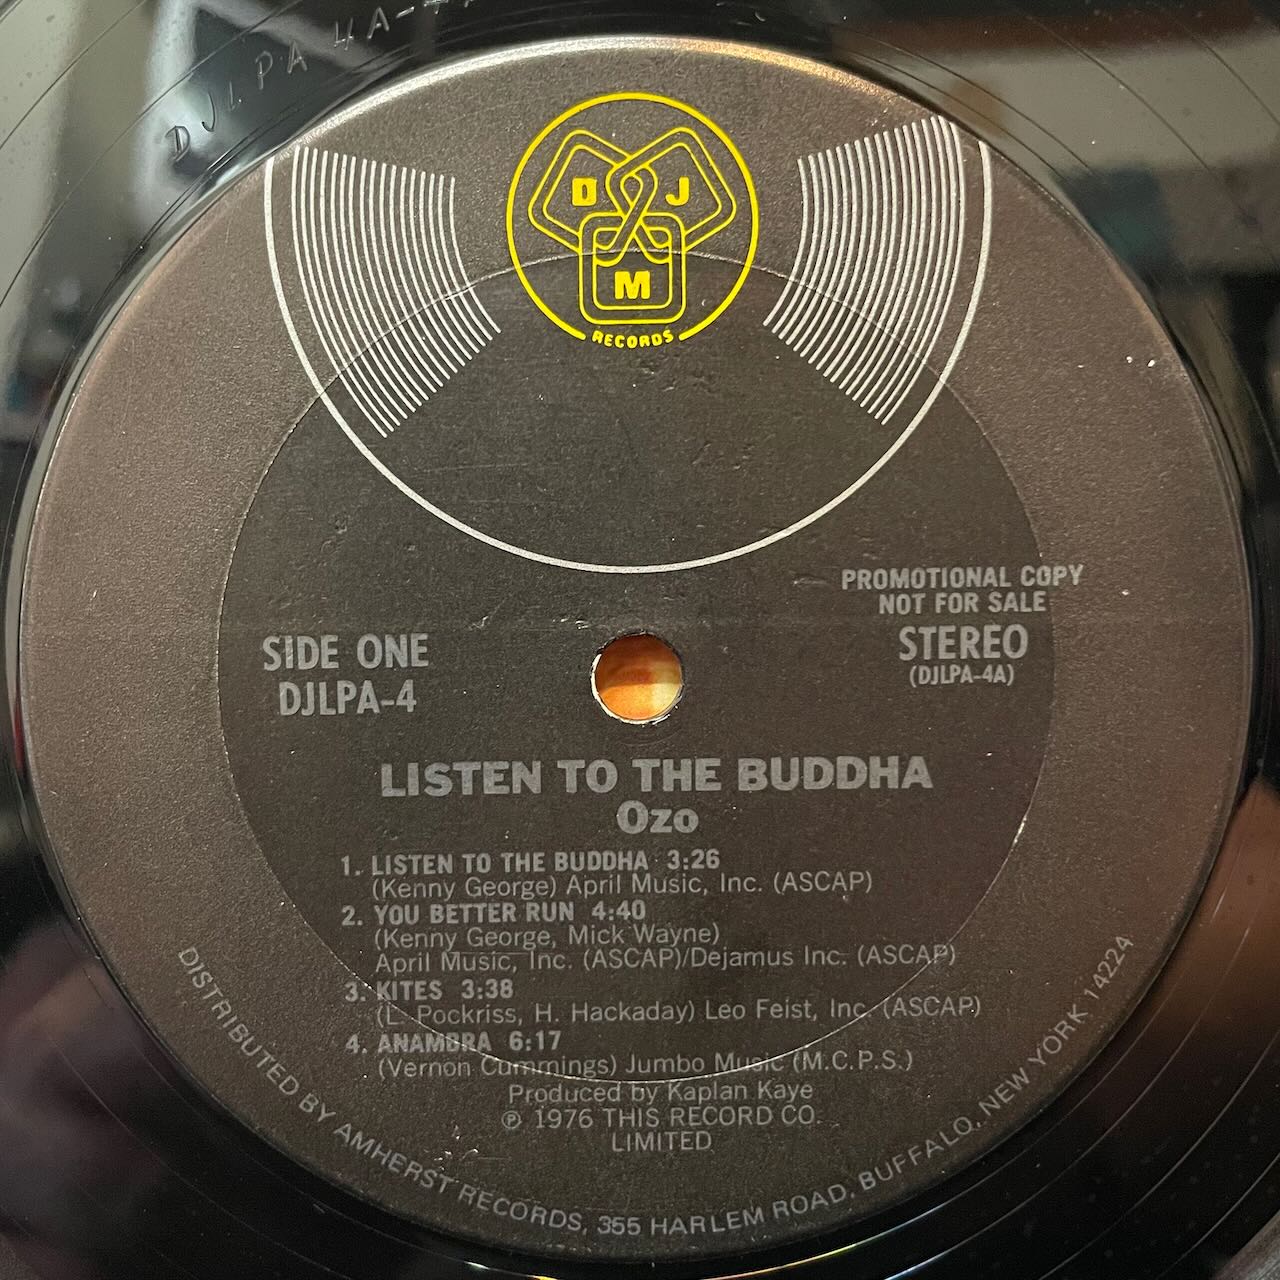 DJLPA 4A-
D J
M
RECORDS
PROMOTIONAL COPY
NOT FOR SALE
SIDE ONE
DJLPA-4
STEREO
(DJLPA-4A)
LISTEN TO THE BUDDHA
Ozo
1. LISTEN TO THE BUDDHA 3:26
(Kenny George) April Music, Inc. (ASCAP)
2. YOU BETTER RUN 4:40
(Kenny George, Mick Wayne)
April Music, Inc. (ASCAP)/Dejamus Inc. (ASCAP)
3. KITES 3:38
(L. Pockriss, H. Hackaday) Leo Feist, Inc. (ASCAP)
4. ANAMBRA 6:17
(Vernon Cummings) Jumbo Music (M.C.P.S.)
Produced by Kaplan Kaye
℗ 1976 THIS RECORD CO.
LIMITED
DISTRIBUTED BY AMHERST RECORDS, 355 HARLEM ROAD, BUFFALO, NEW YORK 14224